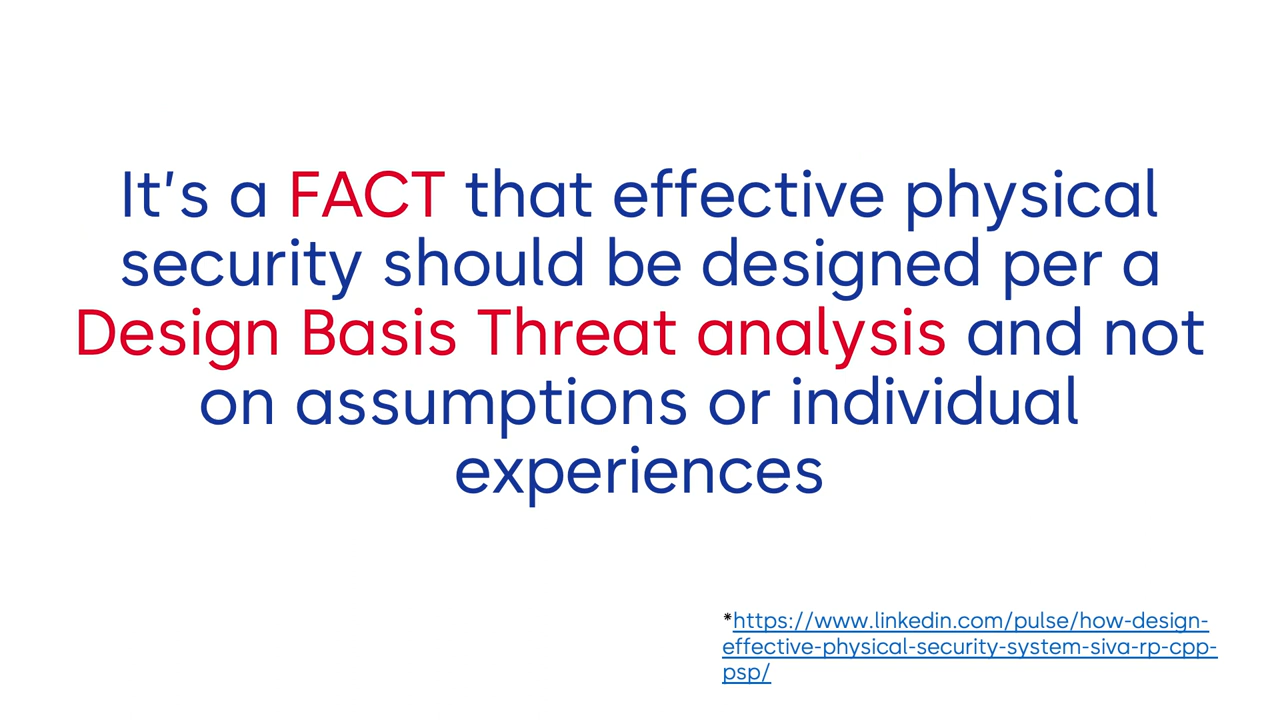 It's a FACT that effective physical
security should be designed per a
Design Basis Threat analysis and not
on assumptions or individual
experiences
*https://www.linkedin.com/pulse/how-design-
effective-physical-security-system-siva-rp-cpp-
psp/